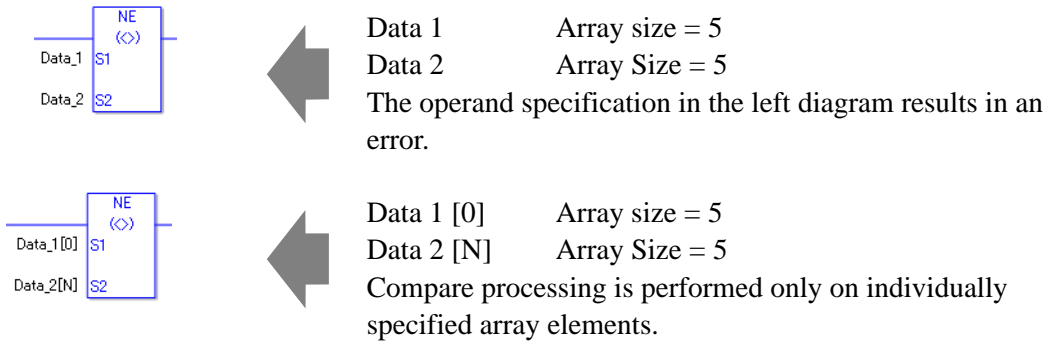 NE
(<>)
Data_1 S1
Data_2 S2
Data 1 Array size = 5
Data 2 Array Size = 5
The operand specification in the left diagram results in an
error.
NE
(<>)
Data_1[0] S1
Data_2[N] S2
Data 1 [0] Array size = 5
Data 2 [N] Array Size = 5
Compare processing is performed only on individually
specified array elements.